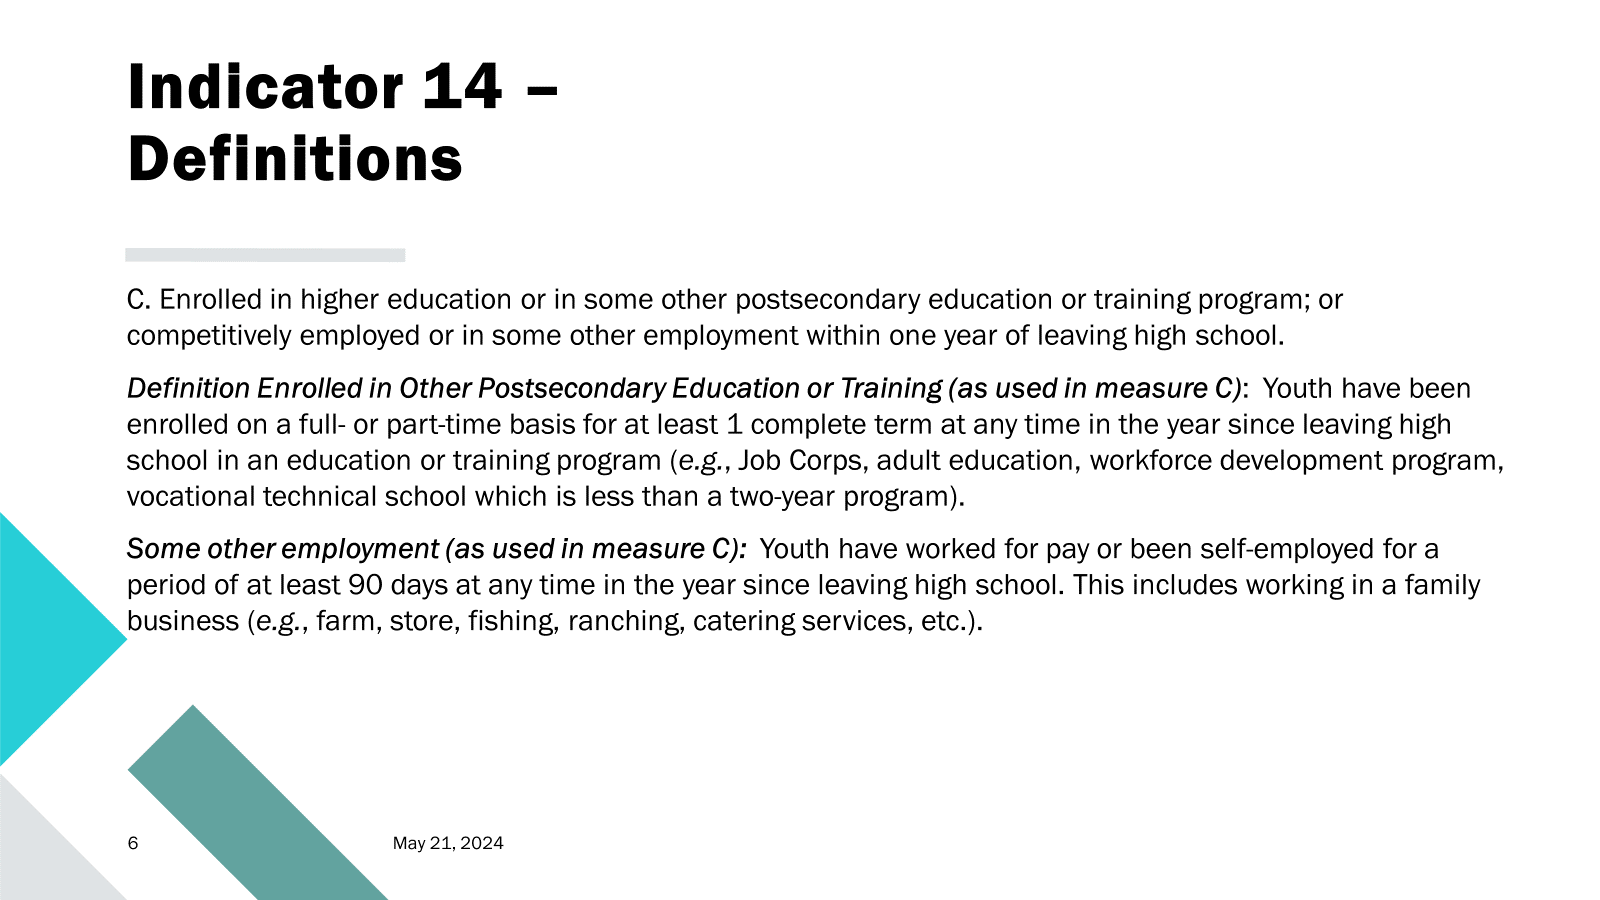 Indicator 14 –
Definitions
C. Enrolled in higher education or in some other postsecondary education or training program; or
competitively employed or in some other employment within one year of leaving high school.
Definition Enrolled in Other Postsecondary Education or Training (as used in measure C):  Youth have been
enrolled on a full- or part-time basis for at least 1 complete term at any time in the year since leaving high
school in an education or training program (e.g., Job Corps, adult education, workforce development program,
vocational technical school which is less than a two-year program).
Some other employment (as used in measure C):  Youth have worked for pay or been self-employed for a
period of at least 90 days at any time in the year since leaving high school. This includes working in a family
business (e.g., farm, store, fishing, ranching, catering services, etc.).
6
May 21, 2024